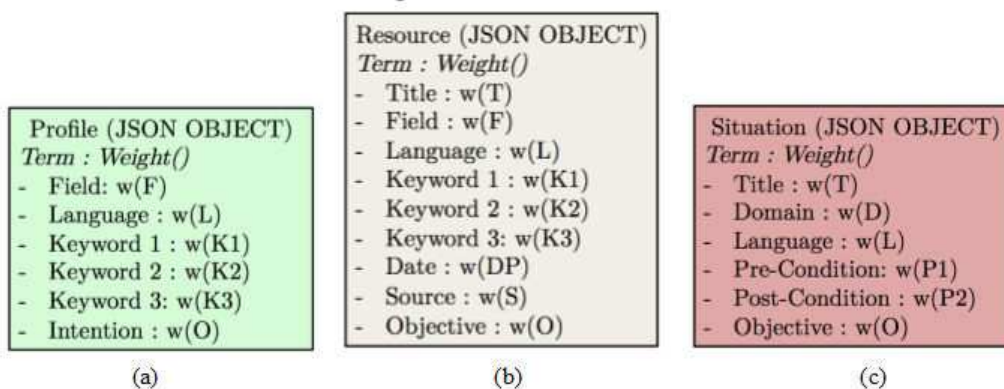 Profile (JSON OBJECT)
Term : Weight()
- Field: w(F)
- Language : w(L)
- Keyword 1 : w(K1)
- Keyword 2 : w(K2)
- Keyword 3: w(K3)
- Intention : w(O)
(a)
Resource (JSON OBJECT)
Term : Weight()
- Title : w(T)
- Field : w(F)
- Language : w(L)
- Keyword 1 : w(K1)
- Keyword 2 : w(K2)
- Keyword 3: w(K3)
- Date : w(DP)
- Source : w(S)
- Objective : w(O)
(b)
Situation (JSON OBJECT)
Term : Weight()
- Title : w(T)
- Domain : w(D)
- Language : w(L)
- Pre-Condition: w(P1)
- Post-Condition : w(P2)
- Objective : w(O)
(c)